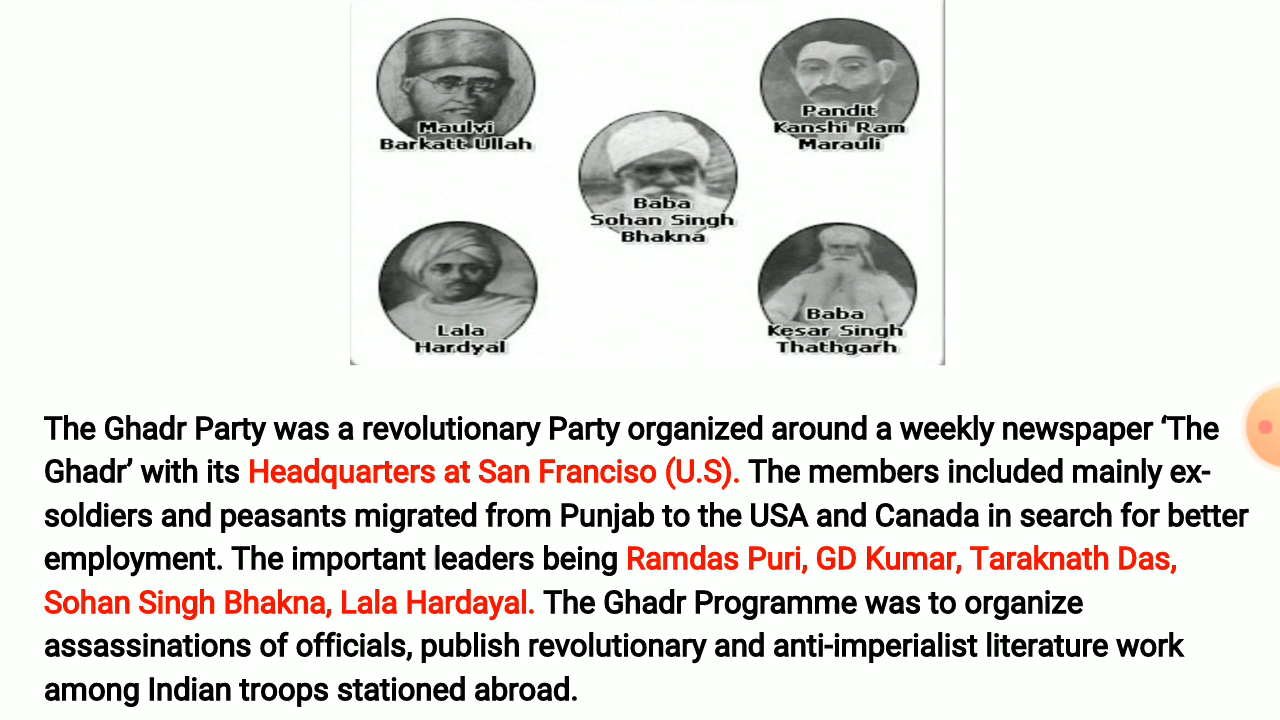 Maulvi
Barkatt Ullah
Pandit
Kanshi Ram
Marauli
Baba
Sohan Singh
Bhakna
Lala
Hardyal
Baba
Kesar Singh
Thathgarh
The Ghadr Party was a revolutionary Party organized around a weekly newspaper ‘The
Ghadr’ with its Headquarters at San Franciso (U.S). The members included mainly ex-
soldiers and peasants migrated from Punjab to the USA and Canada in search for better
employment. The important leaders being Ramdas Puri, GD Kumar, Taraknath Das,
Sohan Singh Bhakna, Lala Hardayal. The Ghadr Programme was to organize
assassinations of officials, publish revolutionary and anti-imperialist literature work
among Indian troops stationed abroad.